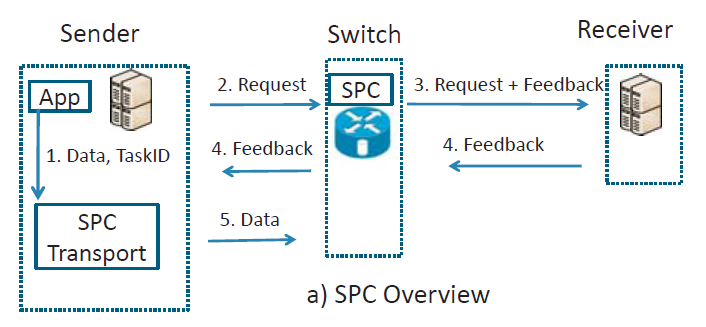 Sender
Switch
Receiver
App
2. Request
SPC
3. Request + Feedback
1. Data, TaskID
4. Feedback
4. Feedback
SPC
Transport
5. Data
a) SPC Overview